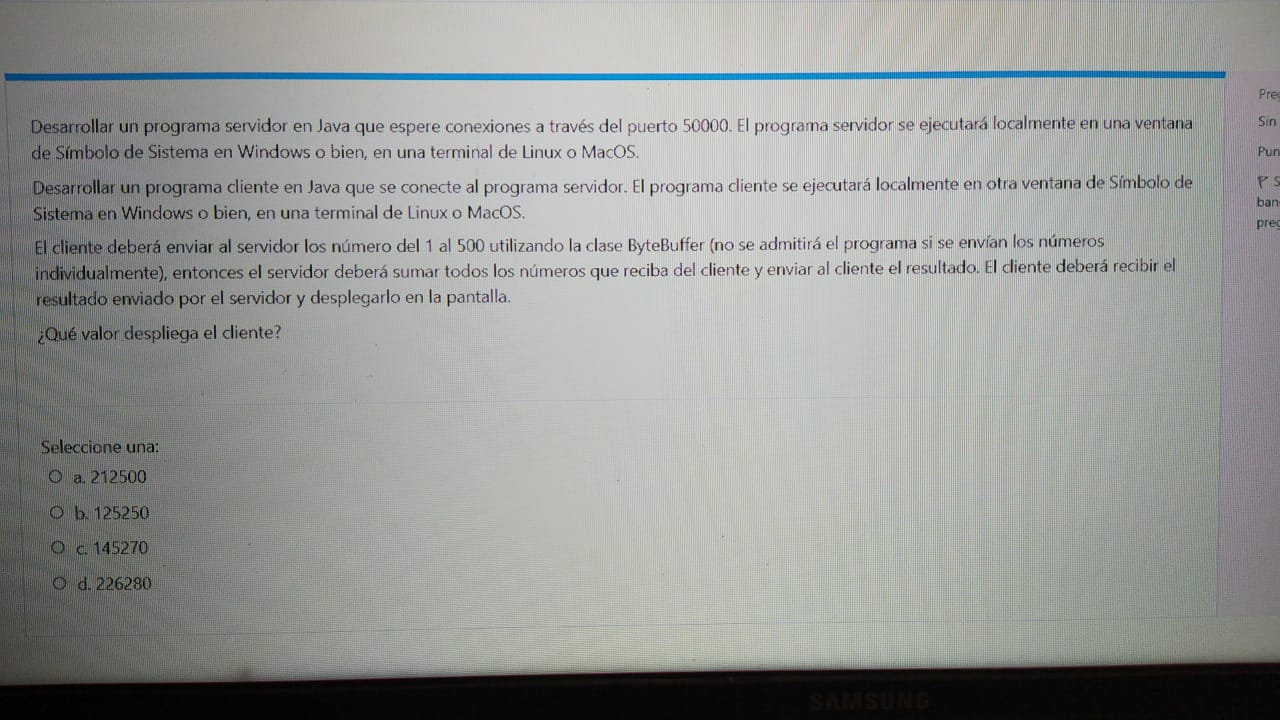 Desarrollar un programa servidor en Java que espere conexiones a través del puerto 50000. El programa servidor se ejecutará localmente en una ventana
de Símbolo de Sistema en Windows o bien, en una terminal de Linux o MacOS.
Desarrollar un programa cliente en Java que se conecte al programa servidor. El programa cliente se ejecutará localmente en otra ventana de Símbolo de
Sistema en Windows o bien, en una terminal de Linux o MacOS.
El cliente deberá enviar al servidor los número del 1 al 500 utilizando la clase ByteBuffer (no se admitirá el programa si se envían los números
individualmente), entonces el servidor deberá sumar todos los números que reciba del cliente y enviar al cliente el resultado. El cliente deberá recibir el
resultado enviado por el servidor y desplegarlo en la pantalla.
¿Qué valor despliega el cliente?
Seleccione una:
a. 212500
b. 125250
c. 145270
d. 226280
Preg
Sin
Pun
S
ban
preg
SAMSUNG